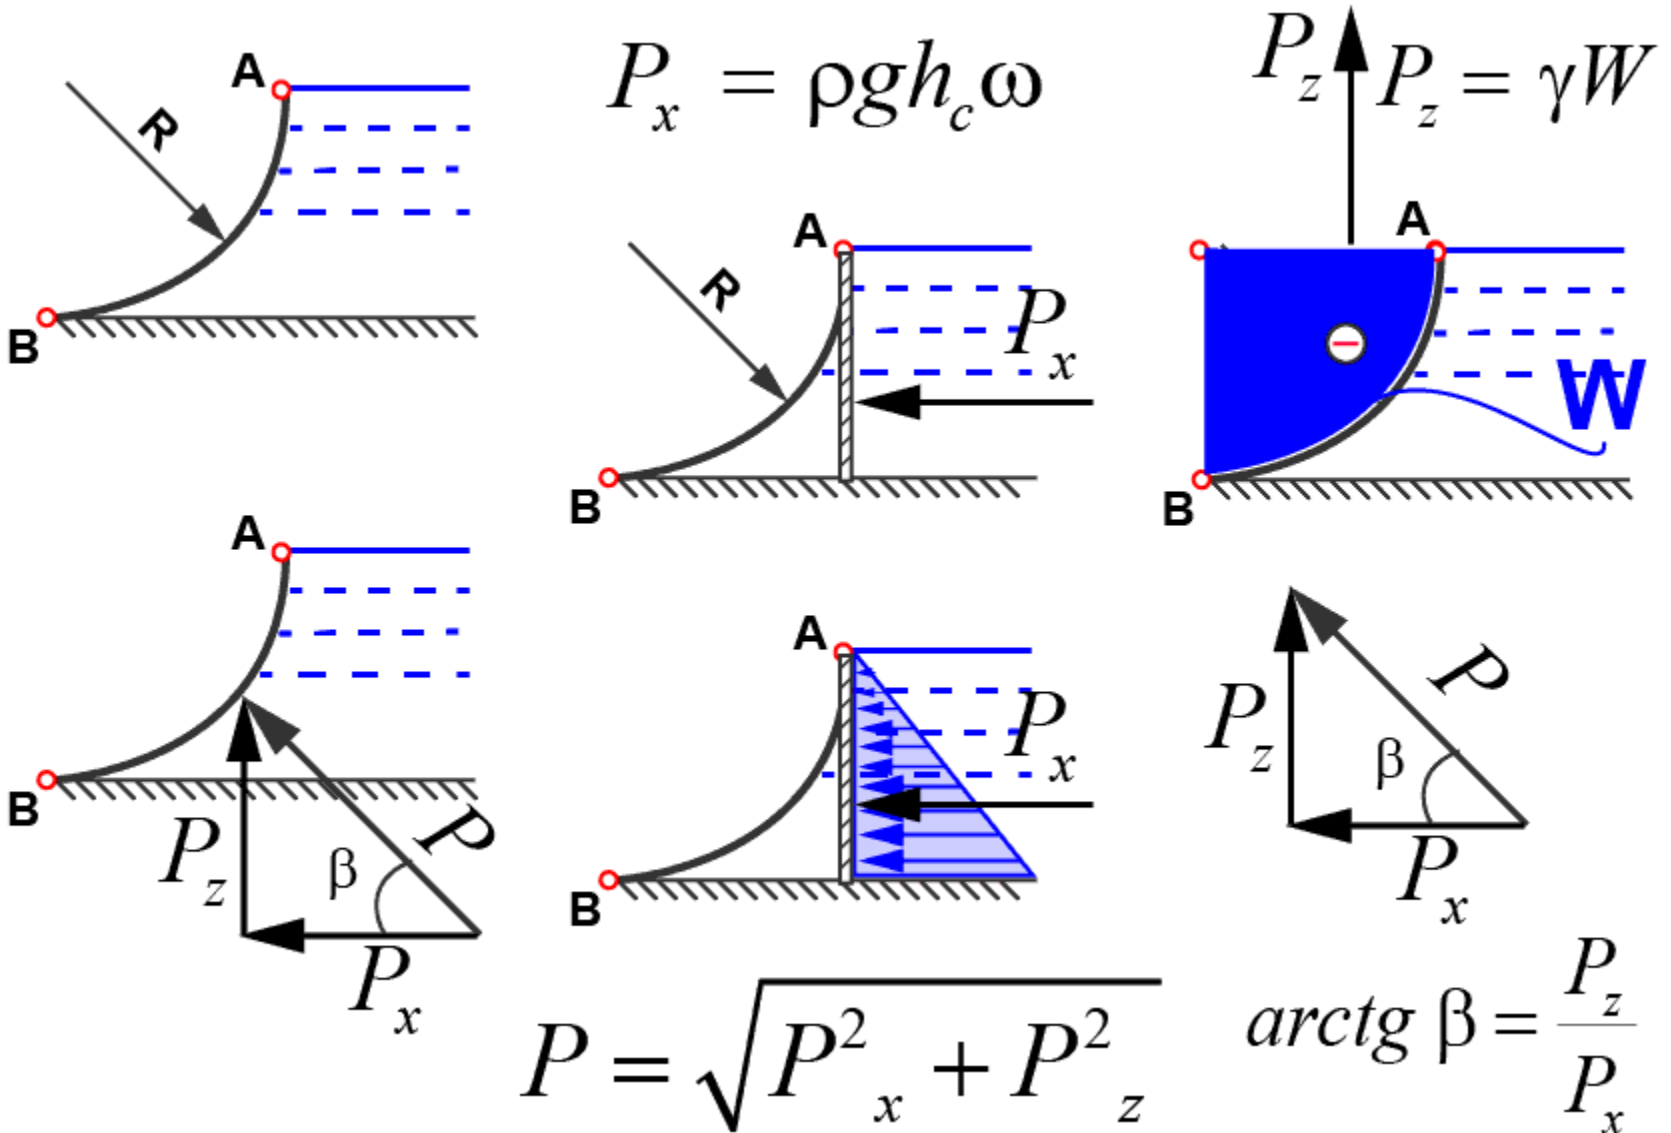 A
R
B
P_x = ρgh_cω
A
R
P_x
B
P_z
P_z = γW
A
W
B
A
B
P_z
β
P
P_x
A
P_x
B
P_z
β
P
P_x
P = √(P²_x + P²_z)
arctg β = P_z / P_x